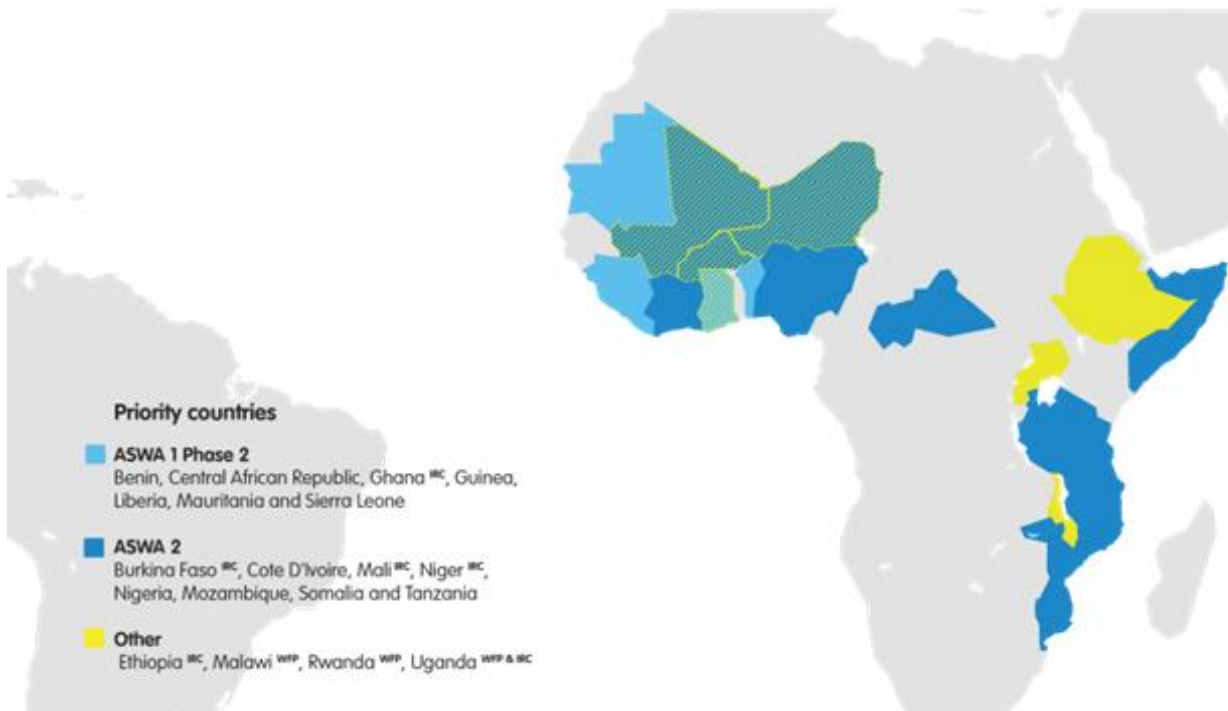 Priority countries
ASWA 1 Phase 2
Benin, Central African Republic, Ghana IRC, Guinea,
Liberia, Mauritania and Sierra Leone
ASWA 2
Burkina Faso IRC, Cote D'Ivoire, Mali IRC, Niger IRC,
Nigeria, Mozambique, Somalia and Tanzania
Other
Ethiopia IRC, Malawi WFP, Rwanda WFP, Uganda WFP & IRC